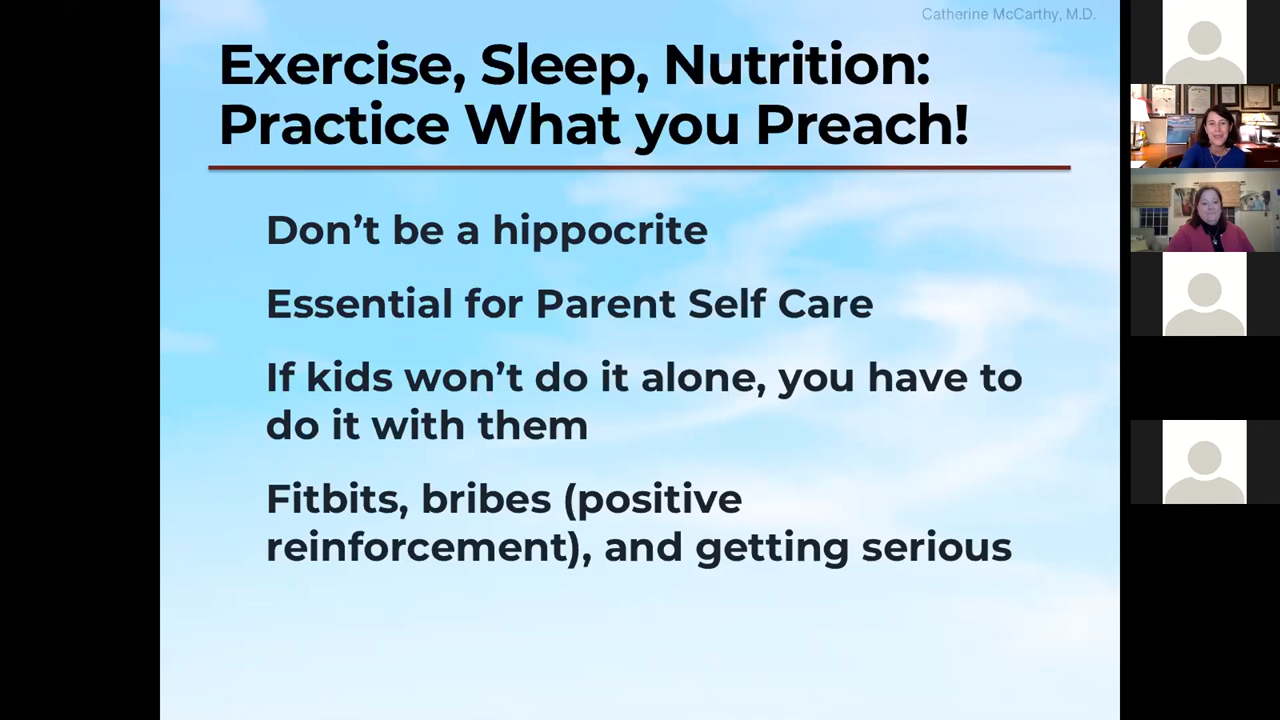 Catherine McCarthy, M.D.
Exercise, Sleep, Nutrition:
Practice What you Preach!
Don’t be a hippocrite
Essential for Parent Self Care
If kids won’t do it alone, you have to
do it with them
Fitbits, bribes (positive
reinforcement), and getting serious